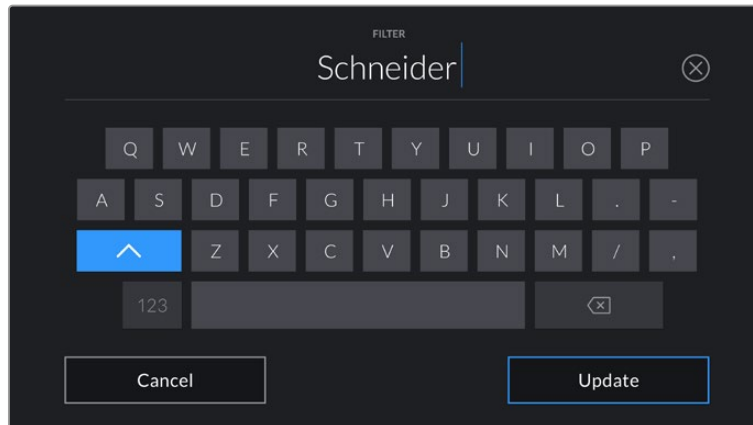 FILTER
Schneider
Q W E R T Y U I O P
A S D F G H J K L . -
Z X C V B N M / ,
123
Cancel Update